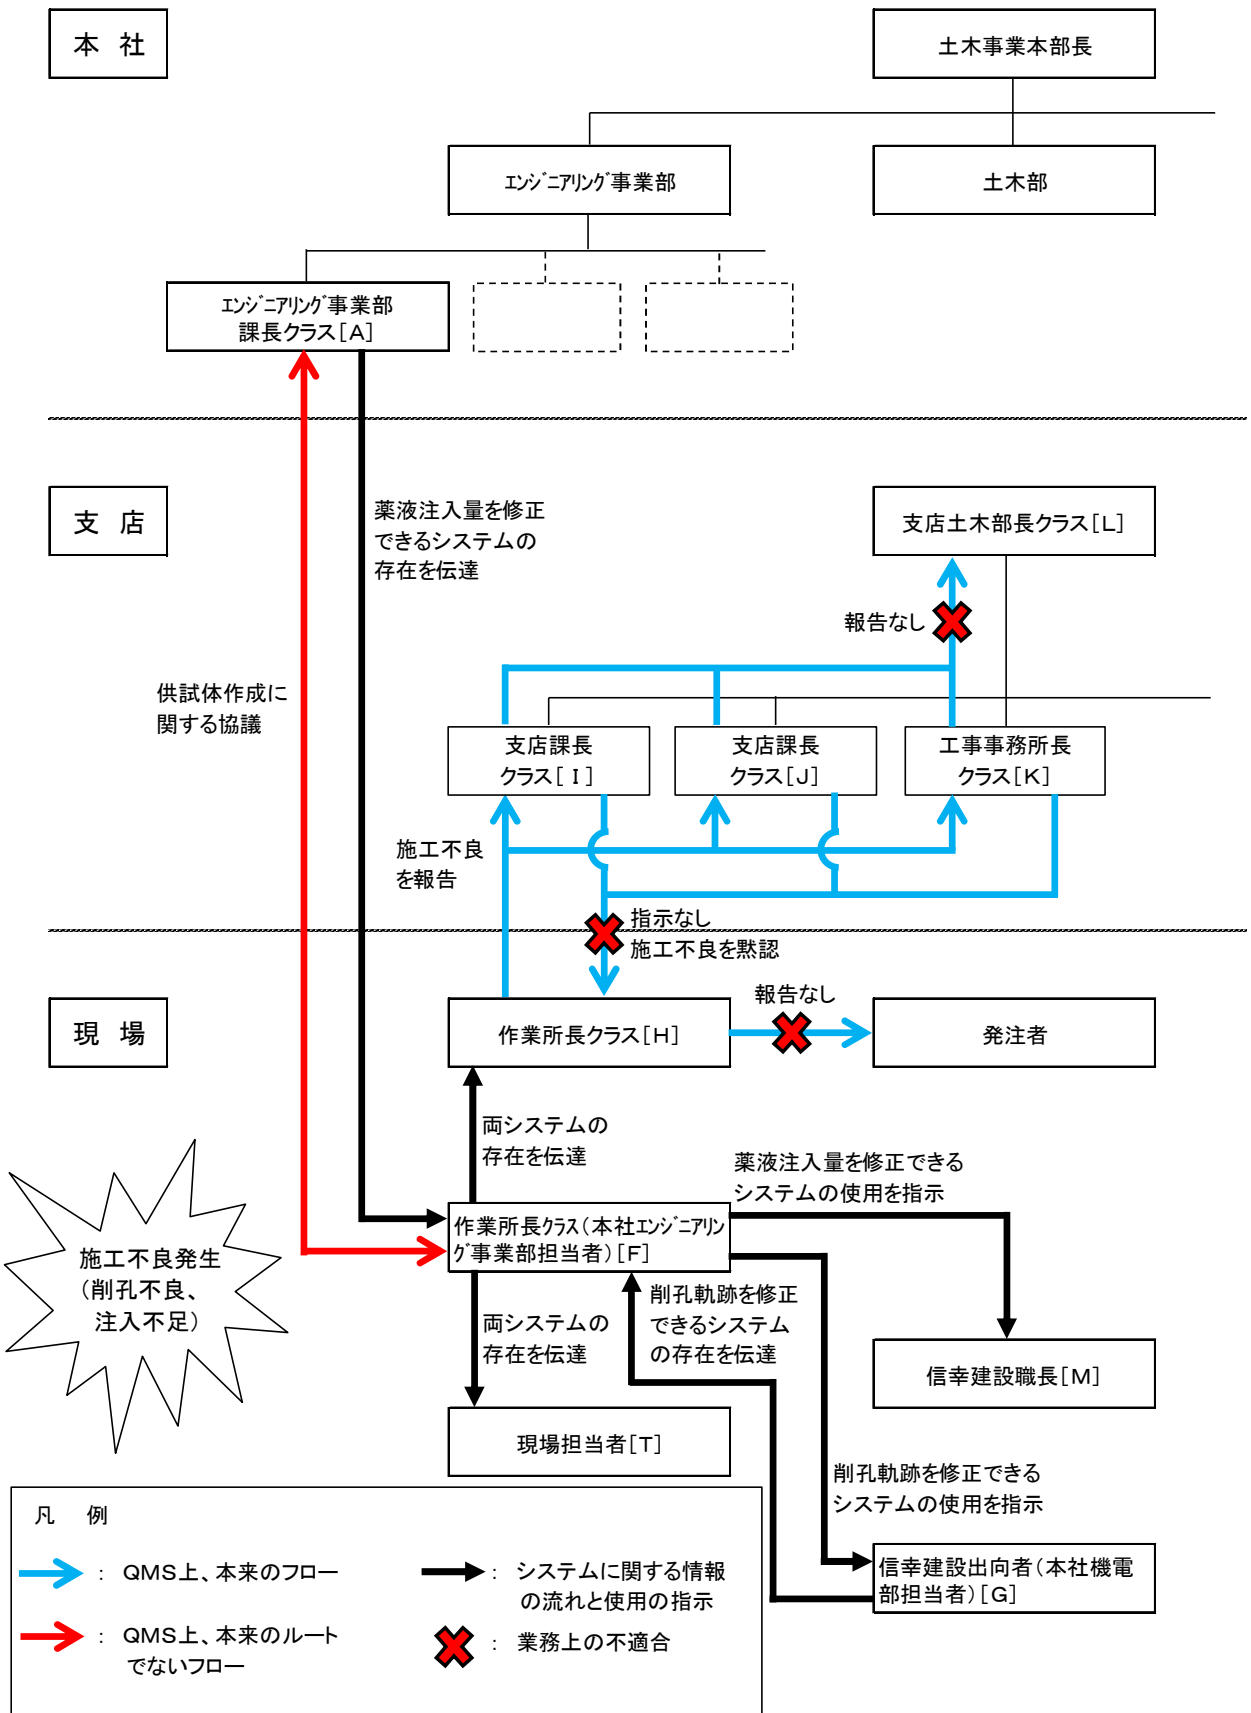 本 社
土木事業本部長
エンジニアリング事業部
土木部
エンジニアリング事業部
課長クラス[A]
支 店
薬液注入量を修正
できるシステムの
存在を伝達
支店土木部長クラス[L]
報告なし
供試体作成に
関する協議
支店課長
クラス[I]
支店課長
クラス[J]
工事事務所長
クラス[K]
施工不良
を報告
指示なし
施工不良を黙認
現 場
作業所長クラス[H]
報告なし
発注者
両システムの
存在を伝達
薬液注入量を修正できる
システムの使用を指示
作業所長クラス(本社エンジニアリン
グ事業部担当者)[F]
施工不良発生
(削孔不良、
注入不足)
両システムの
存在を伝達
削孔軌跡を修正
できるシステム
の存在を伝達
信幸建設職長[M]
現場担当者[T]
削孔軌跡を修正できる
システムの使用を指示
信幸建設出向者(本社機電
部担当者)[G]
凡 例
: QMS上、本来のフロー
: システムに関する情報
の流れと使用の指示
: QMS上、本来のルート
でないフロー
: 業務上の不適合